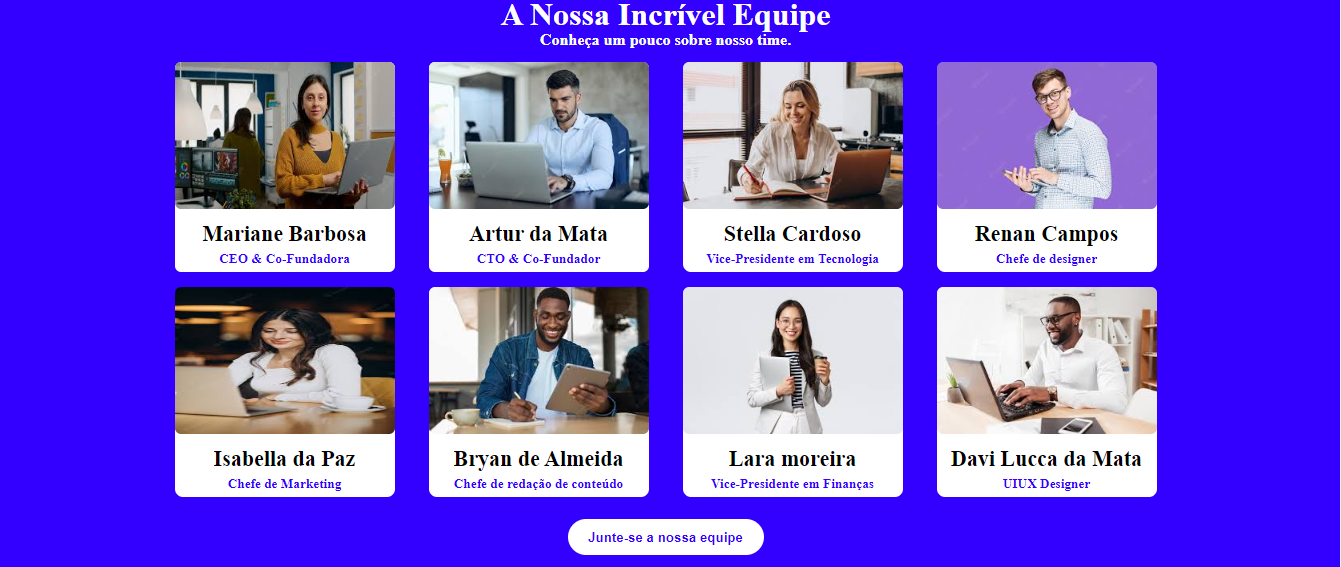 A Nossa Incrível Equipe
Conheça um pouco sobre nosso time.
Mariane Barbosa
CEO & Co-Fundadora
Artur da Mata
CTO & Co-Fundador
Stella Cardoso
Vice-Presidente em Tecnologia
Renan Campos
Chefe de designer
Isabella da Paz
Chefe de Marketing
Bryan de Almeida
Chefe de redação de conteúdo
Lara moreira
Vice-Presidente em Finanças
Davi Lucca da Mata
UIUX Designer
Junte-se a nossa equipe